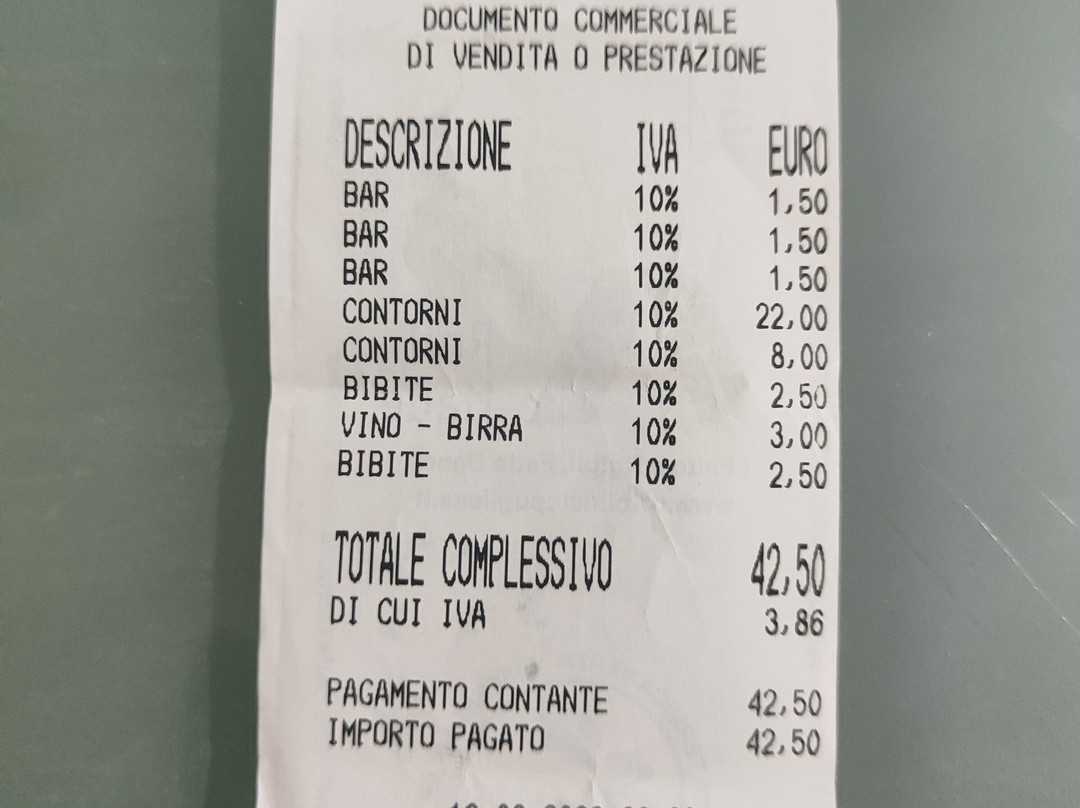 DOCUMENTO COMMERCIALE
DI VENDITA O PRESTAZIONE
DESCRIZIONE IVA EURO
BAR 10% 1,50
BAR 10% 1,50
BAR 10% 1,50
CONTORNI 10% 22,00
CONTORNI 10% 8,00
BIBITE 10% 2,50
VINO - BIRRA 10% 3,00
BIBITE 10% 2,50
TOTALE COMPLESSIVO 42,50
DI CUI IVA 3,86
PAGAMENTO CONTANTE 42,50
IMPORTO PAGATO 42,50